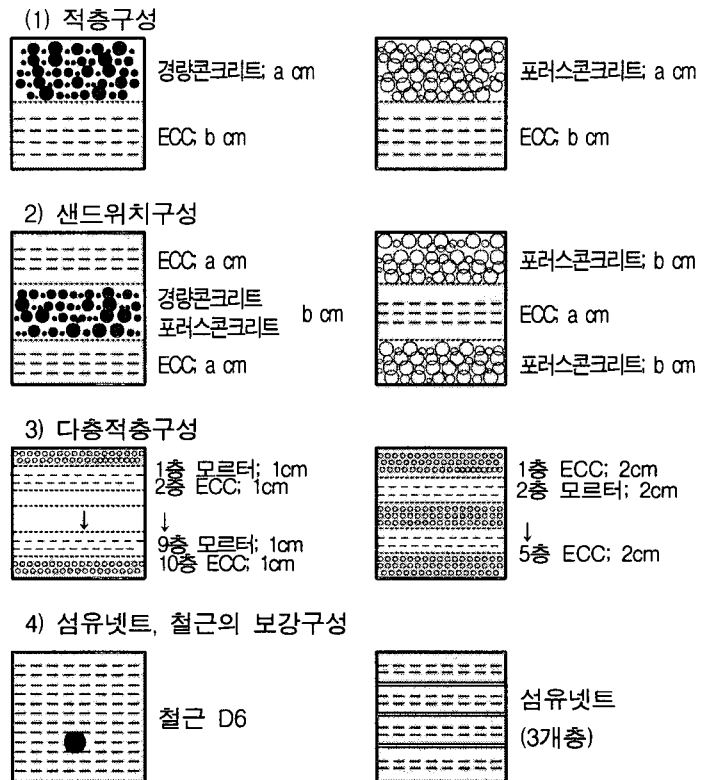 (1) 적층구성
경량콘크리트; a cm
ECC; b cm
포러스콘크리트; a cm
ECC; b cm
2) 샌드위치구성
ECC; a cm
경량콘크리트
포러스콘크리트
b cm
ECC; a cm
포러스콘크리트; b cm
ECC; a cm
포러스콘크리트; b cm
3) 다층적층구성
1층 모르터; 1cm
2층 ECC; 1cm
↓
↓
9층 모르터; 1cm
10층 ECC; 1cm
1층 ECC; 2cm
2층 모르터; 2cm
↓
5층 ECC; 2cm
4) 섬유넷트, 철근의 보강구성
철근 D6
섬유넷트
(3개층)